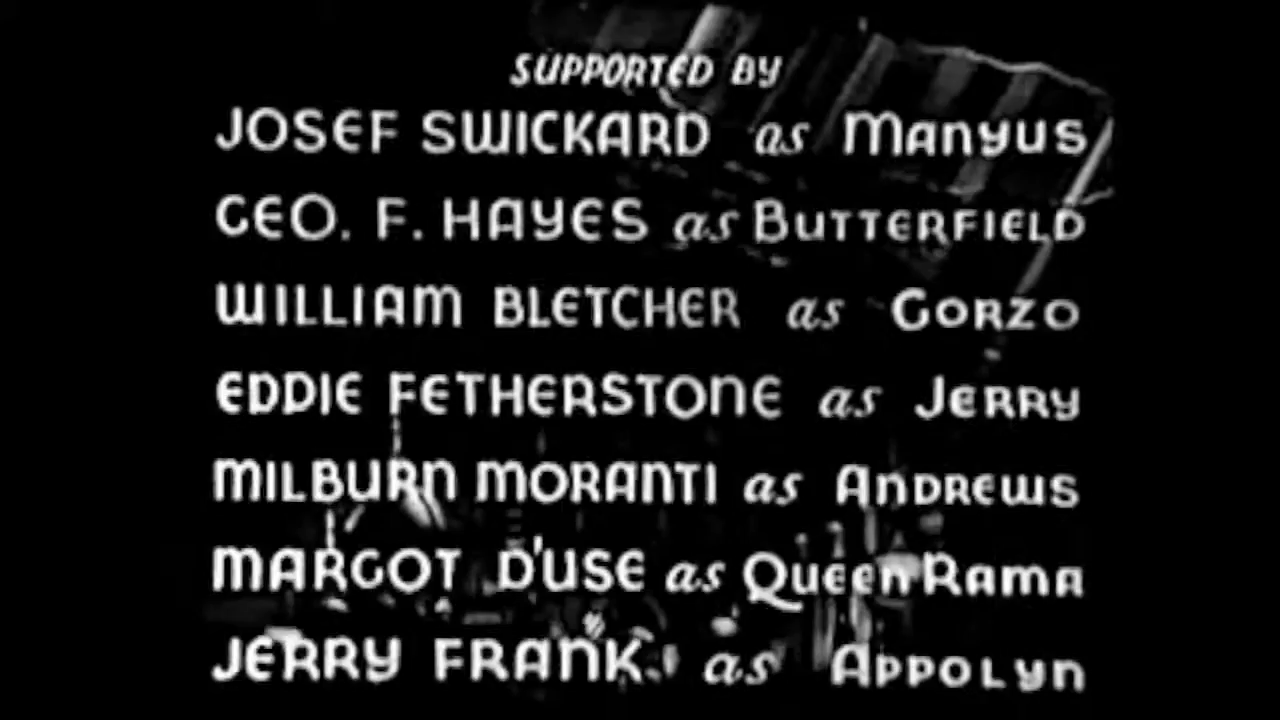 SUPPORTED BY
JOSEF SWICKARD as MANYUS
GEO. F. HAYES as BUTTERFIELD
WILLIAM BLETCHER as GORZO
EDDIE FETHERSTONE as JERRY
MILBURN MORANTI as ANDREWS
MARGOT D'USE as QUEEN RAMA
JERRY FRANK as APPOLYN